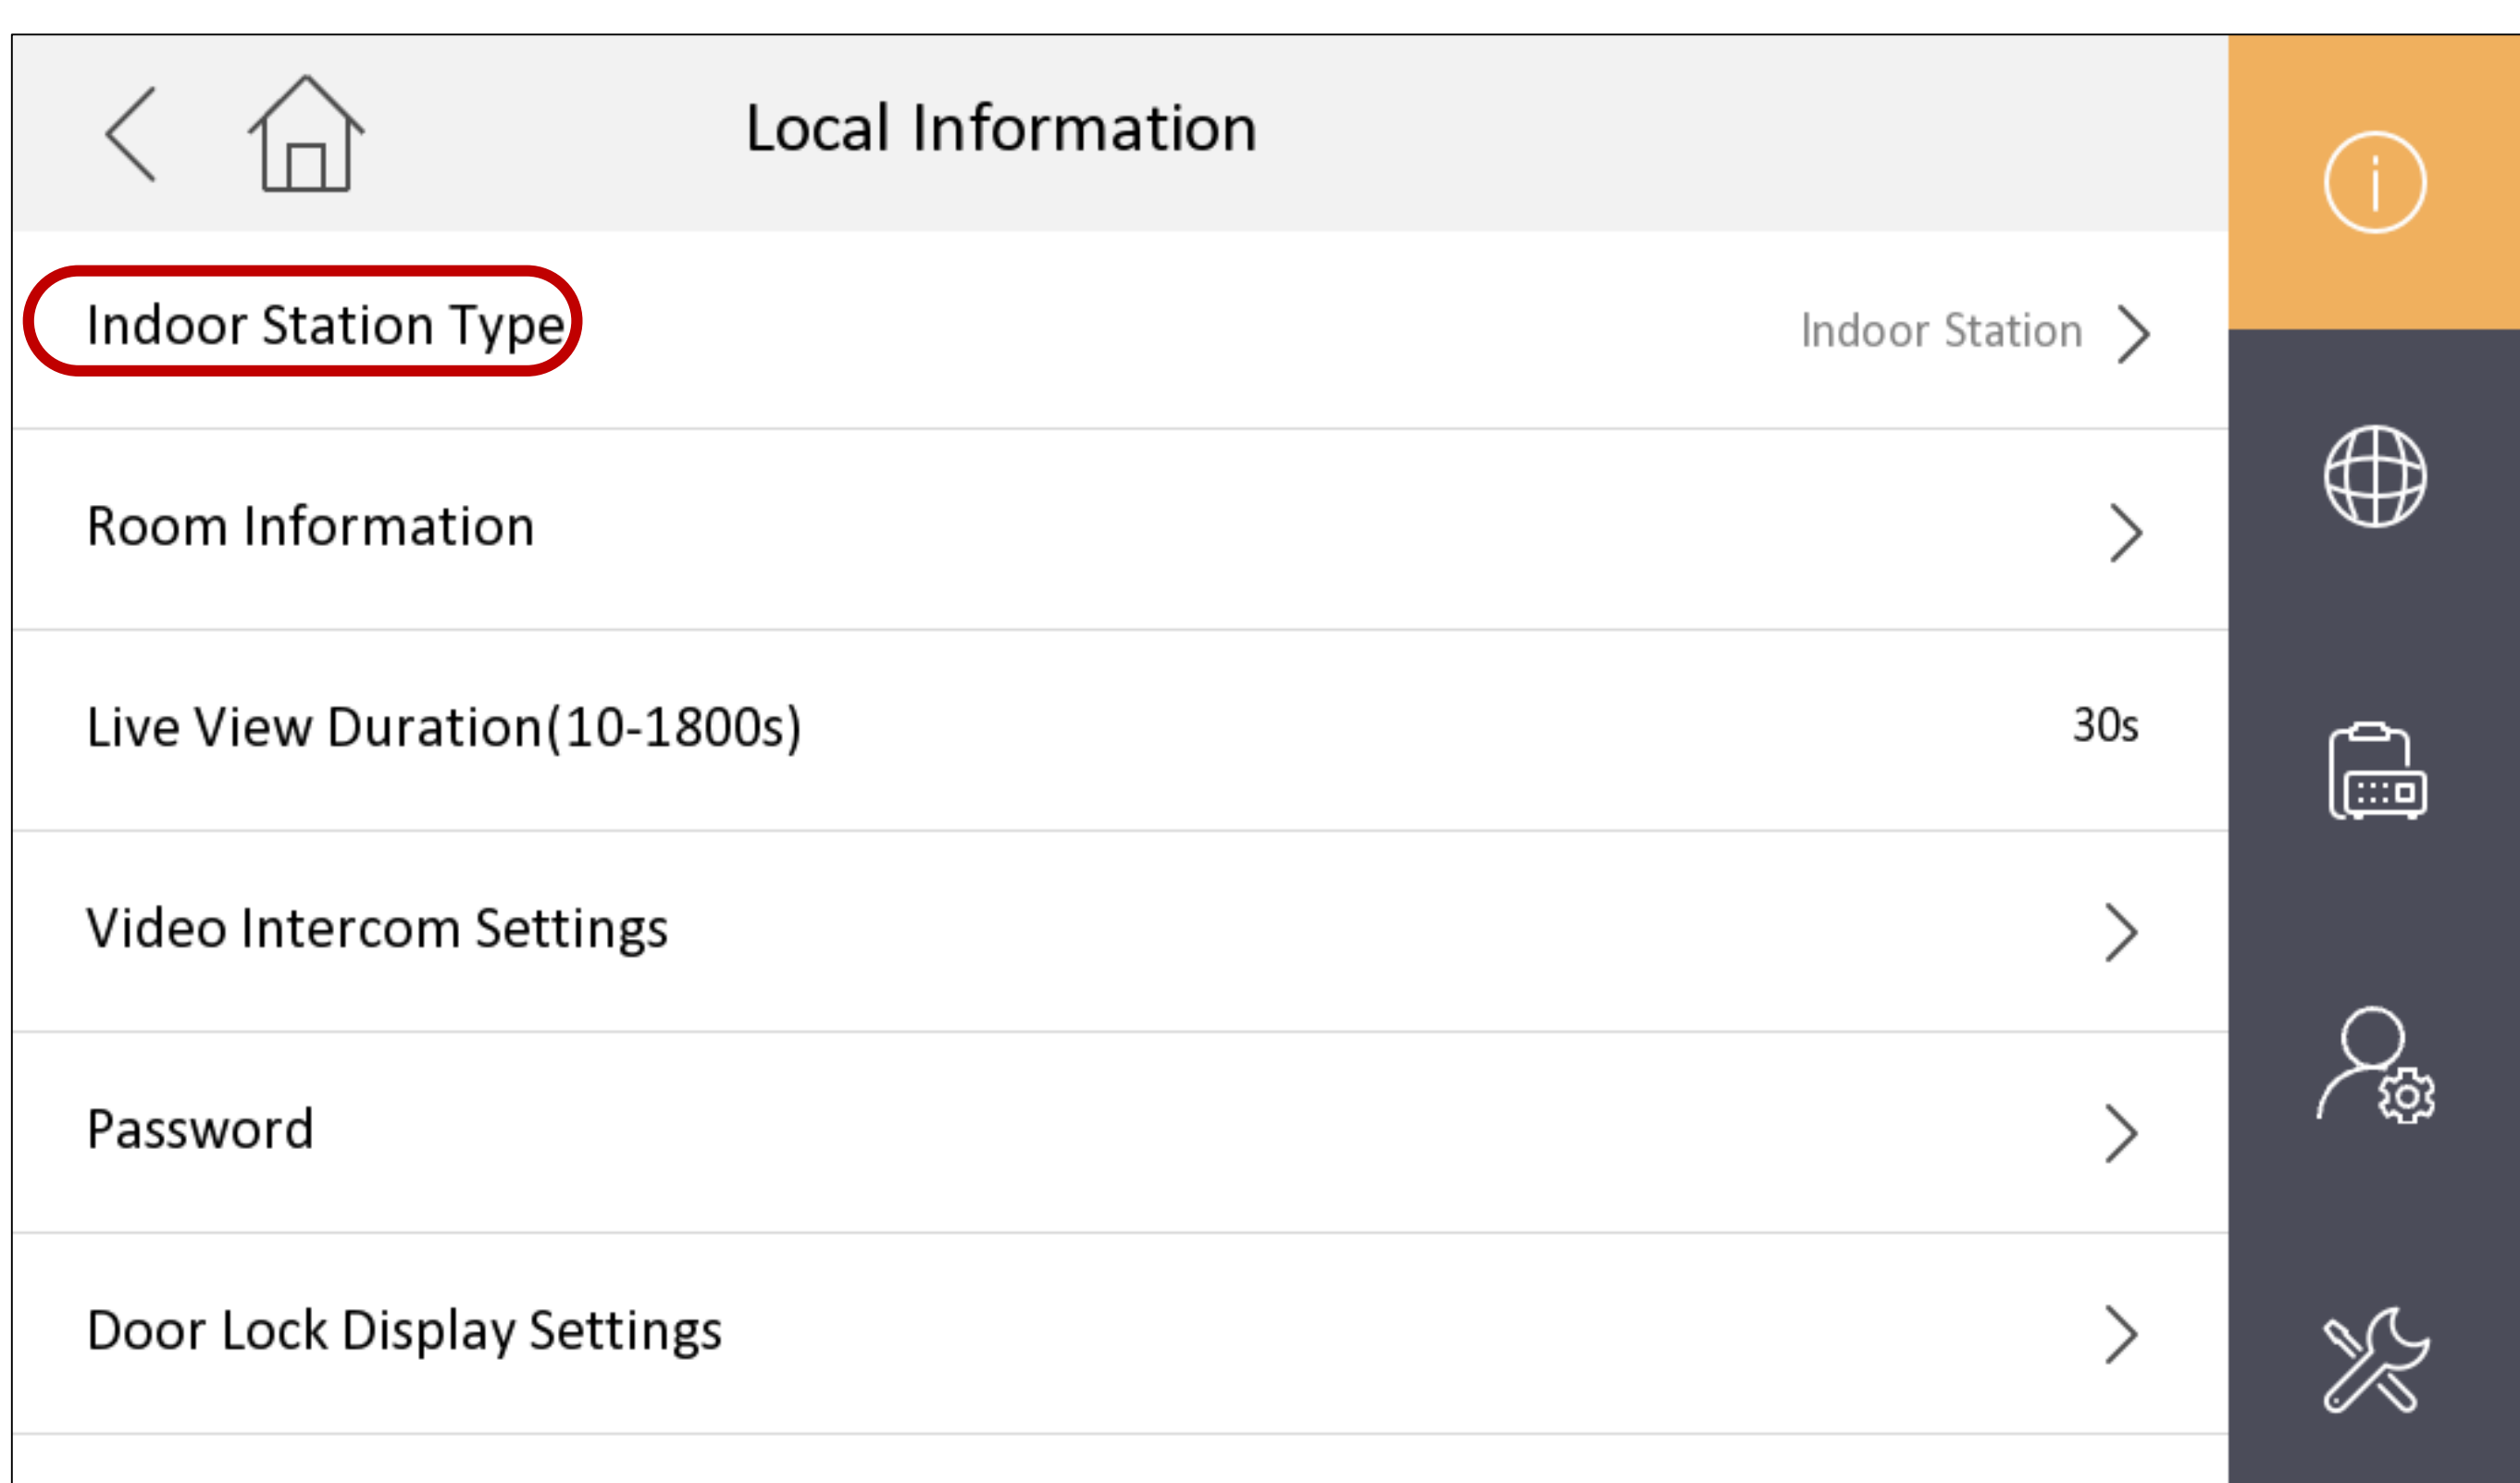 Local Information
Indoor Station Type Indoor Station
Room Information
Live View Duration(10-1800s) 30s
Video Intercom Settings
Password
Door Lock Display Settings